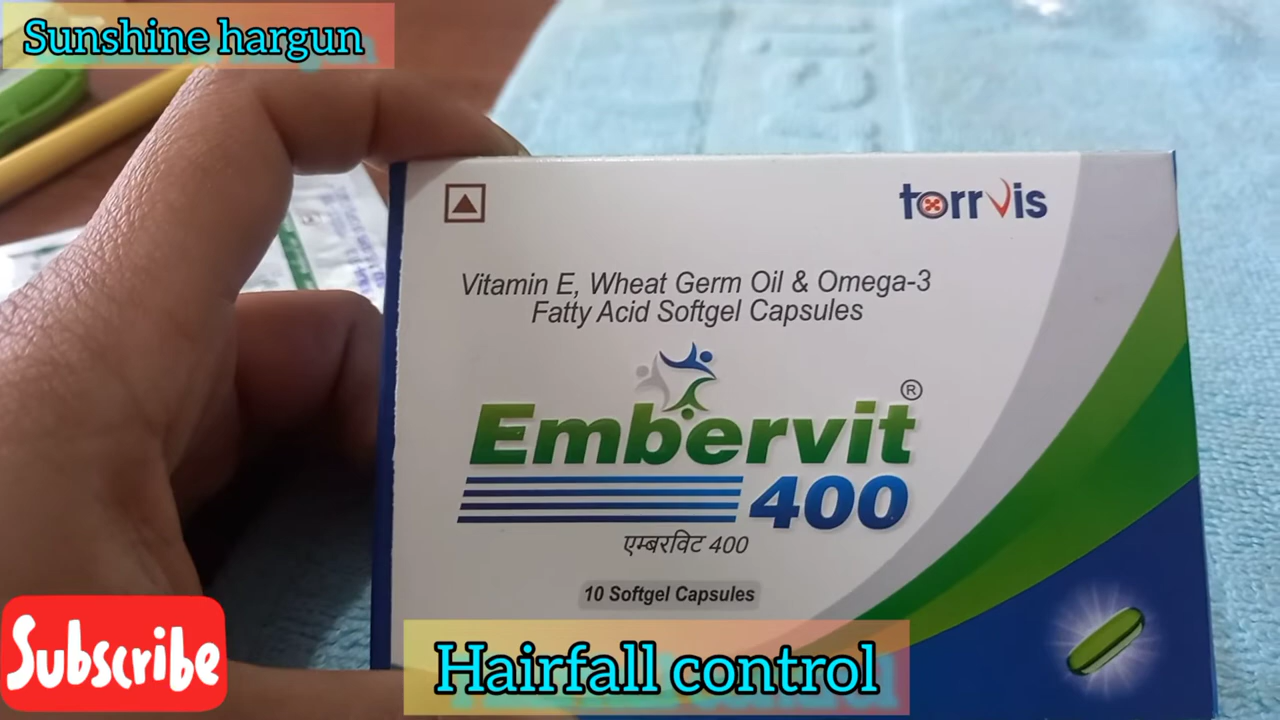 Sunshine hargun
torrvis
Vitamin E, Wheat Germ Oil & Omega-3
Fatty Acid Softgel Capsules
Embervit®
400
एम्बरविट 400
10 Softgel Capsules
Subscribe
Hairfall control